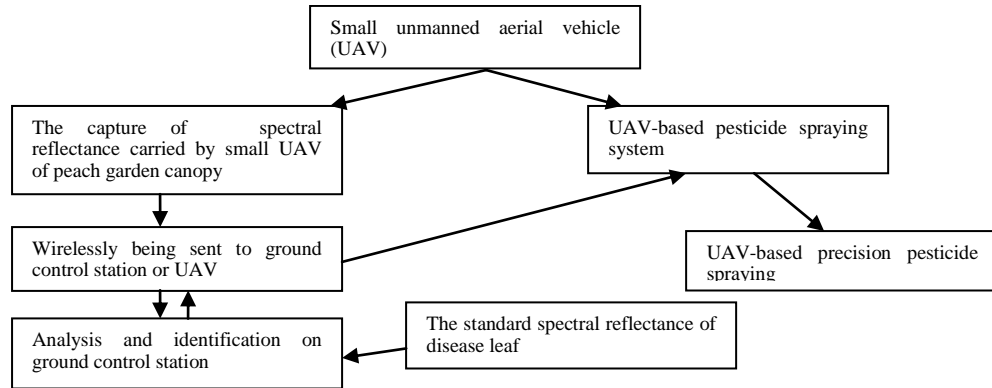 Small unmanned aerial vehicle
(UAV)
The capture of spectral
reflectance carried by small UAV
of peach garden canopy
UAV-based pesticide spraying
system
Wirelessly being sent to ground
control station or UAV
UAV-based precision pesticide
spraying
Analysis and identification on
ground control station
The standard spectral reflectance of
disease leaf